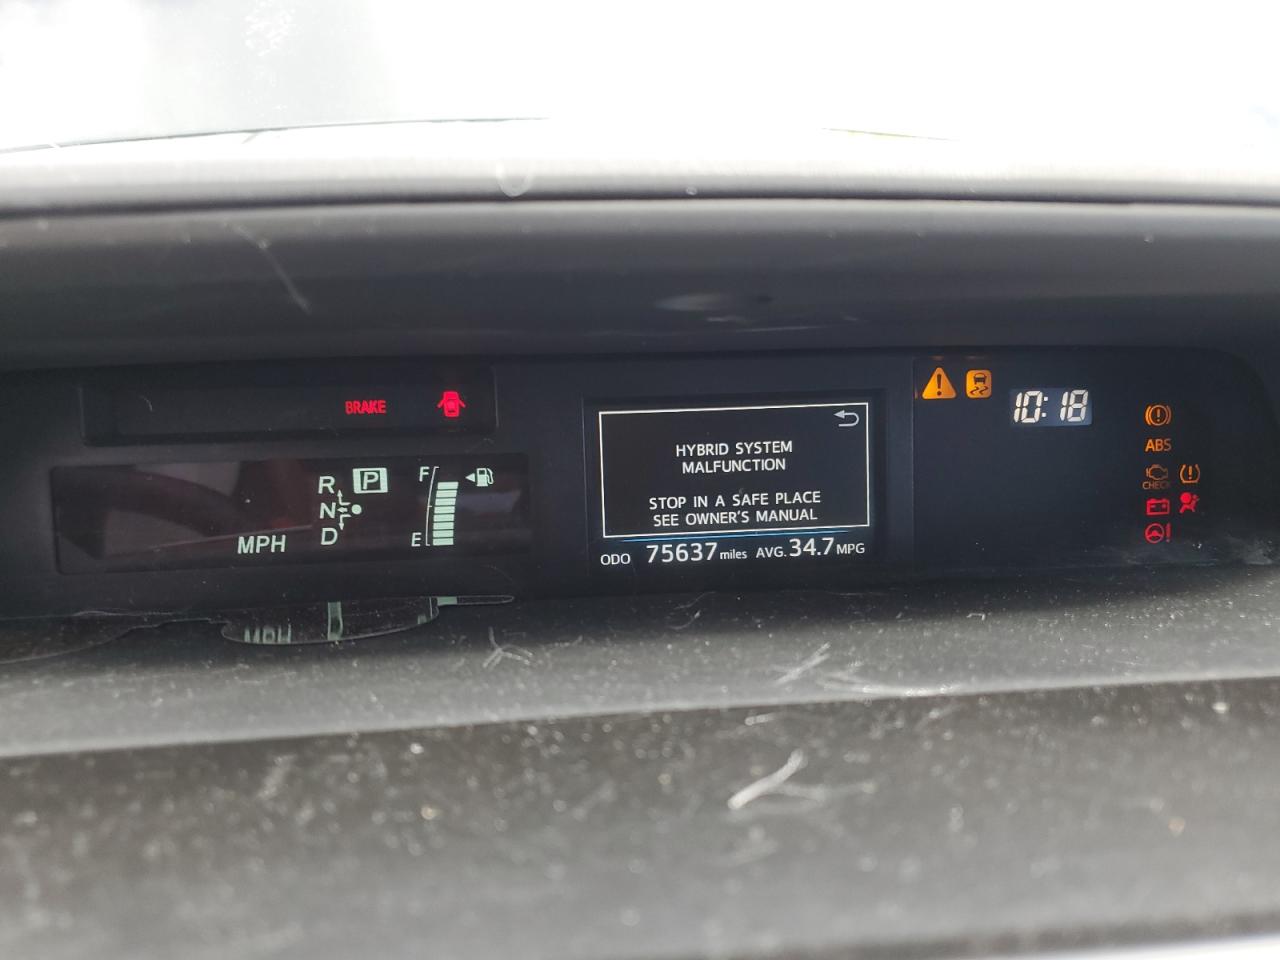 BRAKE
R P
N
D
MPH
F
E
HYBRID SYSTEM
MALFUNCTION
STOP IN A SAFE PLACE
SEE OWNER'S MANUAL
ODO 75637 miles AVG. 34.7 MPG
10:18
ABS
CHECK
MPH